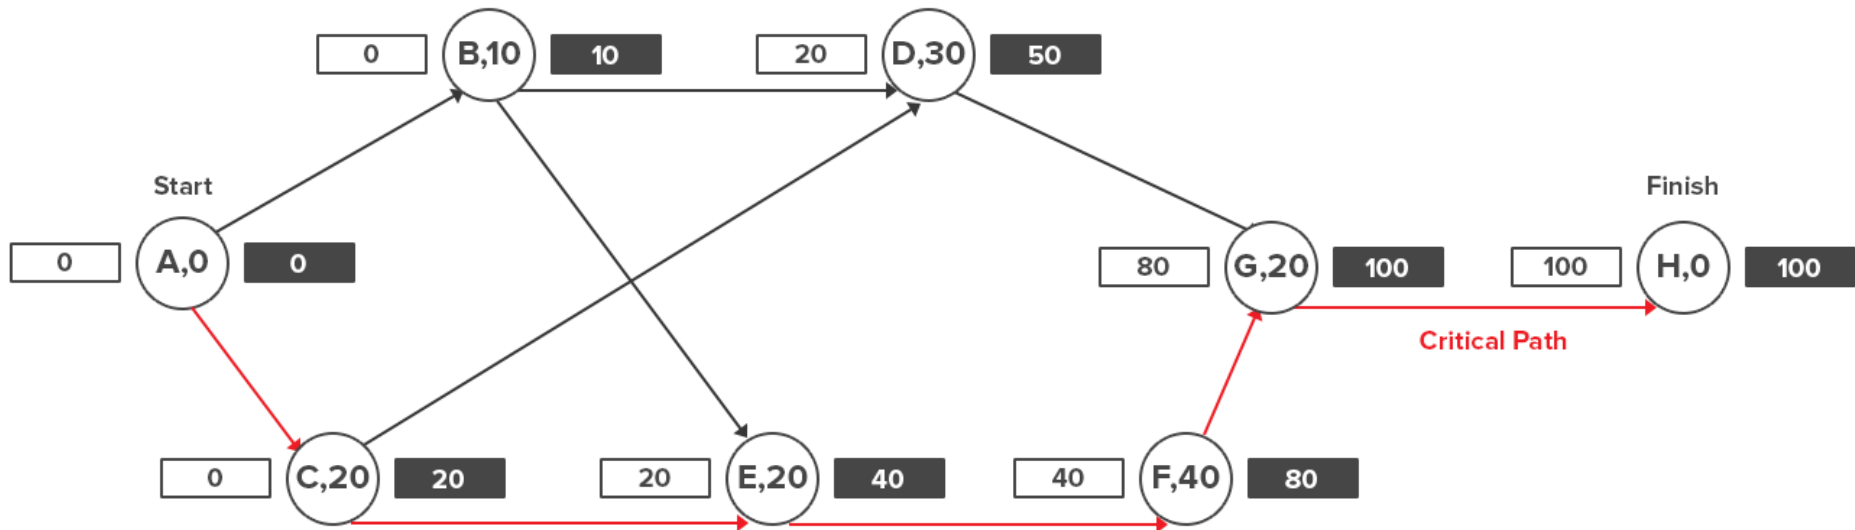 0 B,10 10 20 D,30 50
Start Finish
0 A,0 0 80 G,20 100 100 H,0 100
Critical Path
0 C,20 20 20 E,20 40 40 F,40 80